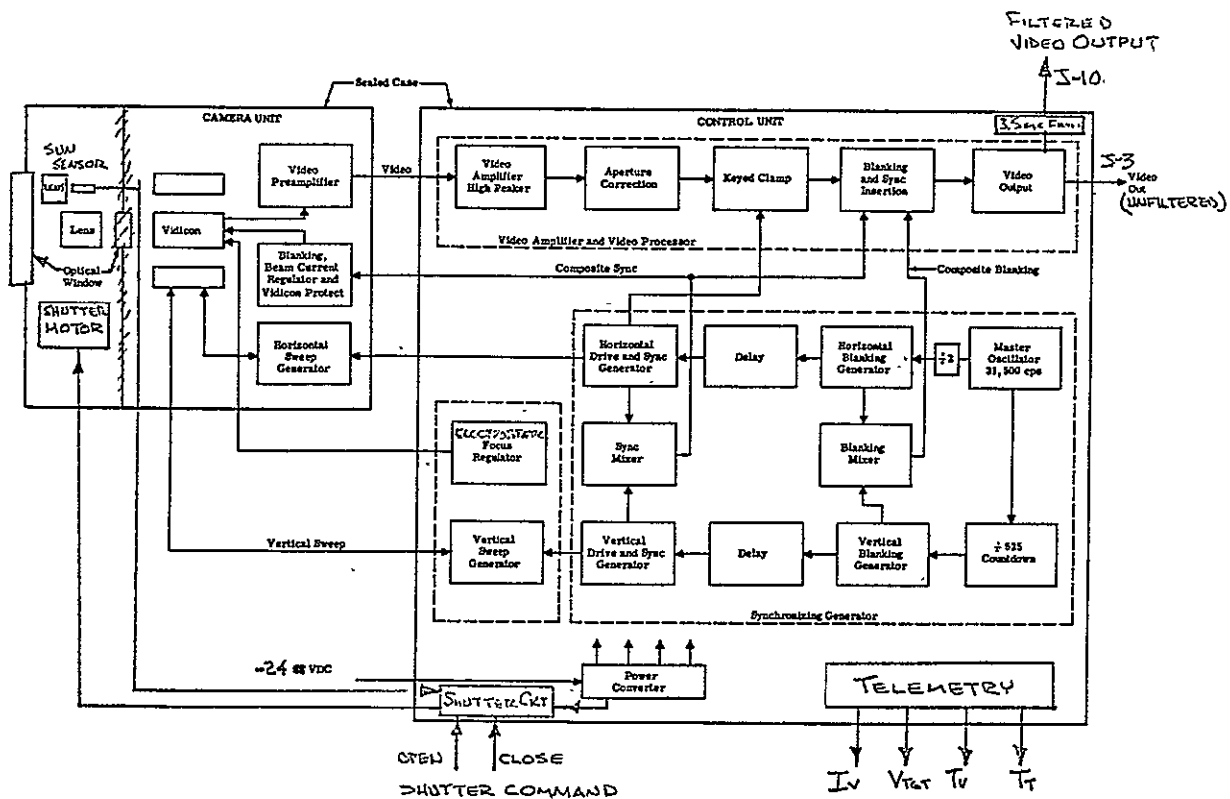 FILTERED
VIDEO OUTPUT
J-10.
Sealed Case
CAMERA UNIT
CONTROL UNIT
SUN
SENSOR
LENS
Video
Preamplifier
Video
Video
Amplifier
High Peaker
Aperture
Correction
Keyed Clamp
Blanking
and Sync
Insertion
Video
Output
J-3
Video
Out
(UNFILTERED)
Lens
Vidicon
Video Amplifier and Video Processor
Optical
Window
Blanking,
Beam Current
Regulator and
Vidicon Protect
Composite Sync
Composite Blanking
SHUTTER
MOTOR
Horizontal
Sweep
Generator
Horizontal
Drive and Sync
Generator
Delay
Horizontal
Blanking
Generator
÷2
Master
Oscillator
31,500 cps
ELECTROSTATIC
Focus
Regulator
Sync
Mixer
Blanking
Mixer
Vertical Sweep
Vertical
Sweep
Generator
Vertical
Drive and Sync
Generator
Delay
Vertical
Blanking
Generator
÷ 525
Countdown
Synchronizing Generator
-24 VDC
Power
Converter
SHUTTER CKT
TELEMETRY
OPEN
CLOSE
SHUTTER COMMAND
IV
VTGT
TV
TT